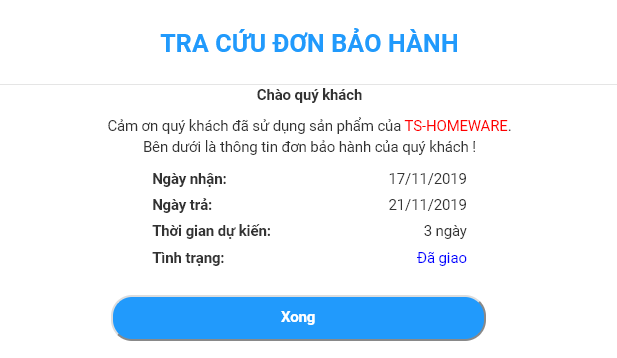 TRA CỨU ĐƠN BẢO HÀNH
Chào quý khách
Cảm ơn quý khách đã sử dụng sản phẩm của TS-HOMEWARE.
Bên dưới là thông tin đơn bảo hành của quý khách !
Ngày nhận: 17/11/2019
Ngày trả: 21/11/2019
Thời gian dự kiến: 3 ngày
Tình trạng: Đã giao
Xong